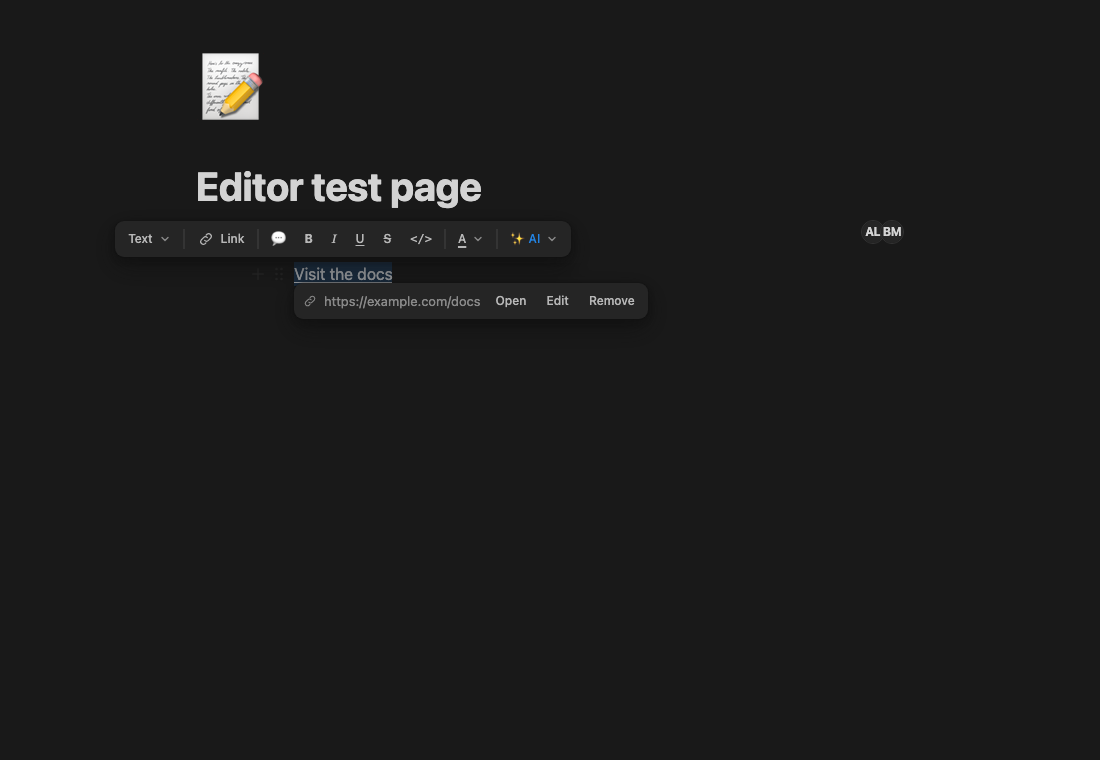 Editor test page
Text Link B I U S </> A AI
AL BM
Visit the docs
https://example.com/docs Open Edit Remove